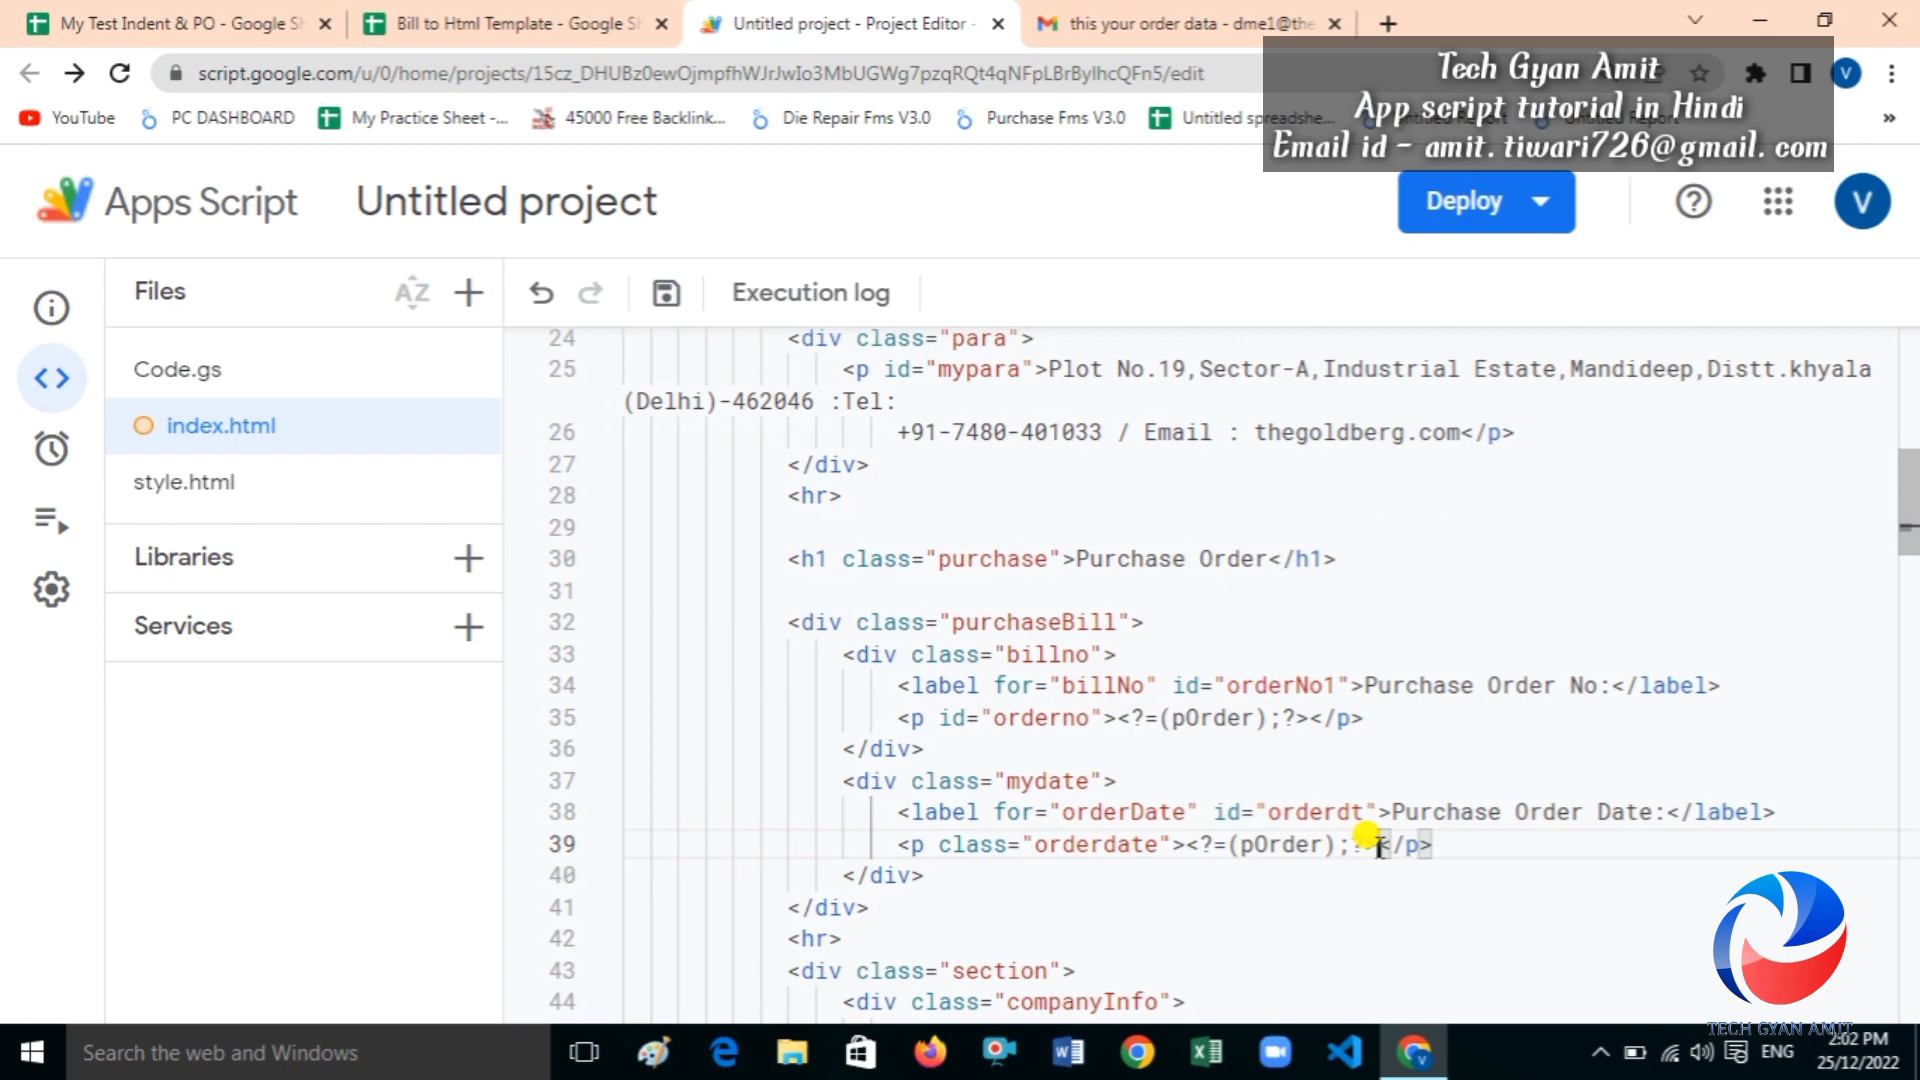 My Test Indent & PO - Google Sh
Bill to Html Template - Google Sh
Untitled project - Project Editor -
this your order data - dme1@the
script.google.com/u/0/home/projects/15cz_DHUBz0ewOjmpfhWJrJwIo3MbUGWg7pzqRQt4qNFpLBrBylhcQFn5/edit
Tech Gyan Amit
App script tutorial in Hindi
Email id - amit.tiwari726@gmail.com
V
YouTube
PC DASHBOARD
My Practice Sheet -...
45000 Free Backlink...
Die Repair Fms V3.0
Purchase Fms V3.0
Untitled spreadshe...
»
Apps Script
Untitled project
Deploy
V
Files
AZ
Execution log
Code.gs
index.html
style.html
Libraries
Services
24 <div class="para">
25 <p id="mypara">Plot No.19,Sector-A,Industrial Estate,Mandideep,Distt.khyala
(Delhi)-462046 :Tel:
26 +91-7480-401033 / Email : thegoldberg.com</p>
27 </div>
28 <hr>
29
30 <h1 class="purchase">Purchase Order</h1>
31
32 <div class="purchaseBill">
33 <div class="billno">
34 <label for="billNo" id="orderNo1">Purchase Order No:</label>
35 <p id="orderno"><?=(pOrder);?></p>
36 </div>
37 <div class="mydate">
38 <label for="orderDate" id="orderdt">Purchase Order Date:</label>
39 <p class="orderdate"><?=(pOrder);?></p>
40 </div>
41 </div>
42 <hr>
43 <div class="section">
44 <div class="companyInfo">
TECH GYAN AMIT
Search the web and Windows
ENG
2:02 PM
25/12/2022